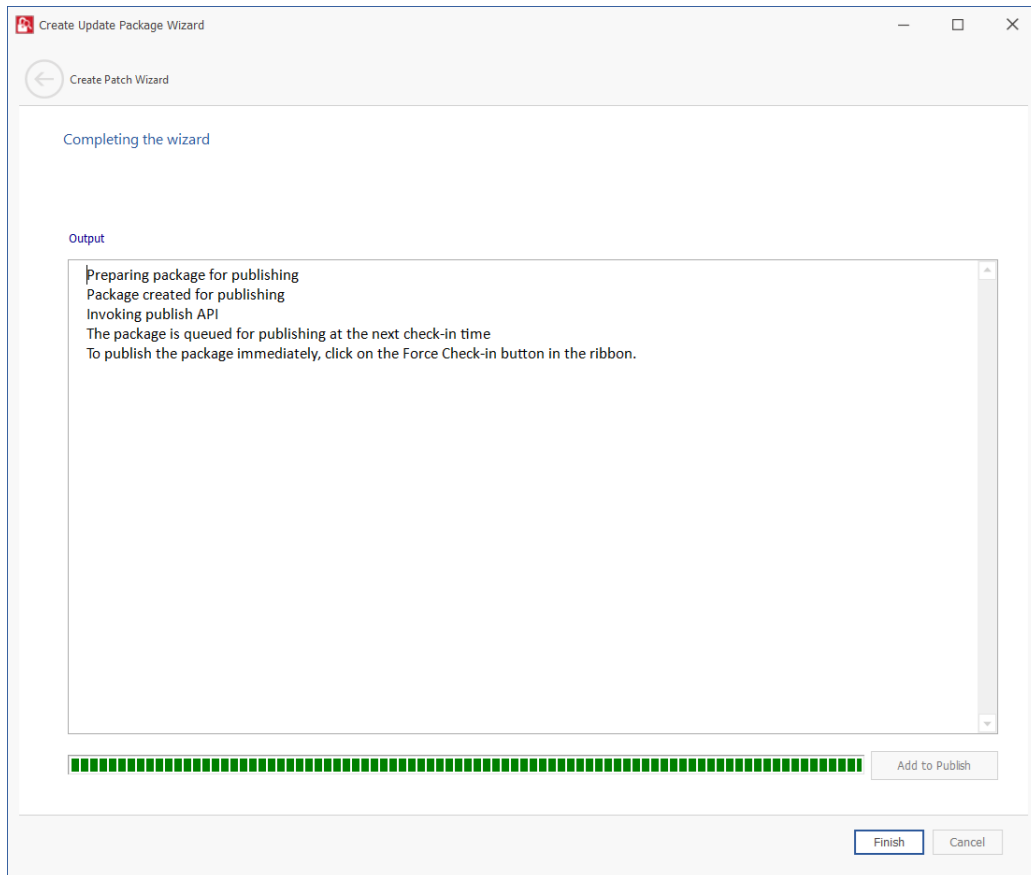 Create Update Package Wizard
Create Patch Wizard
Completing the wizard
Output
Preparing package for publishing
Package created for publishing
Invoking publish API
The package is queued for publishing at the next check-in time
To publish the package immediately, click on the Force Check-in button in the ribbon.
Add to Publish
Finish
Cancel